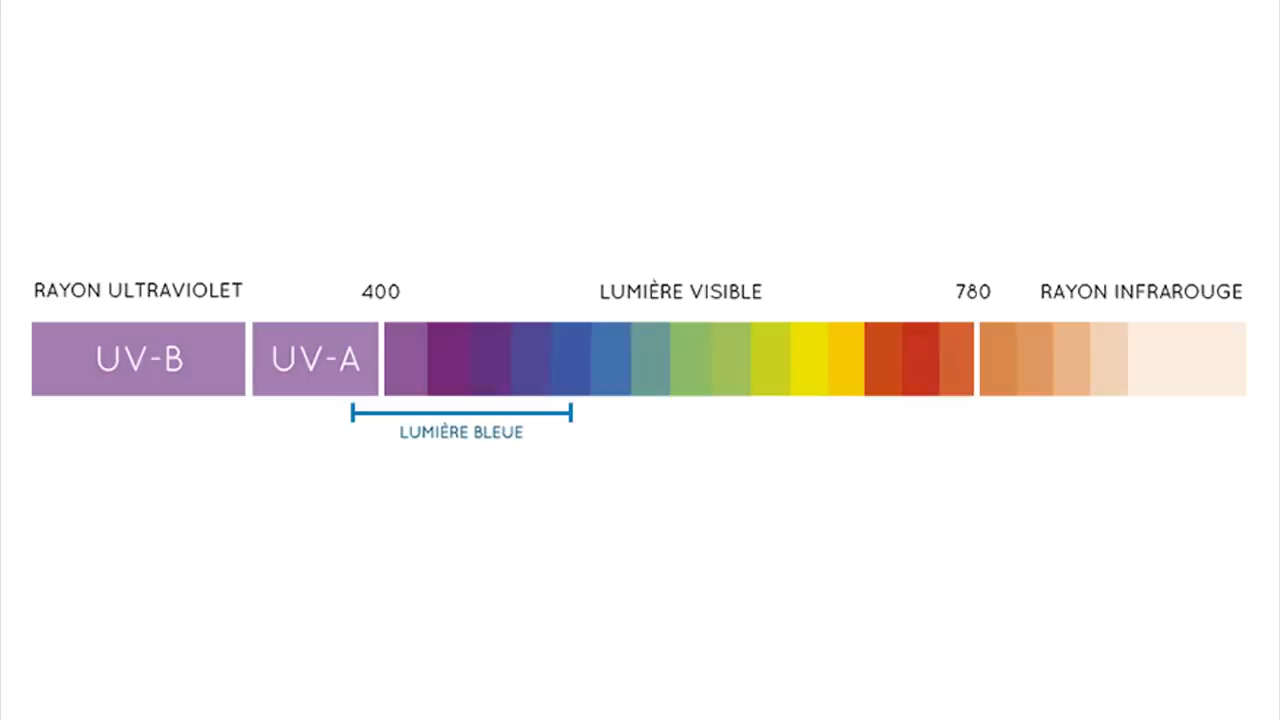 RAYON ULTRAVIOLET
400
LUMIÈRE VISIBLE
780
RAYON INFRAROUGE
UV-B
UV-A
LUMIÈRE BLEUE